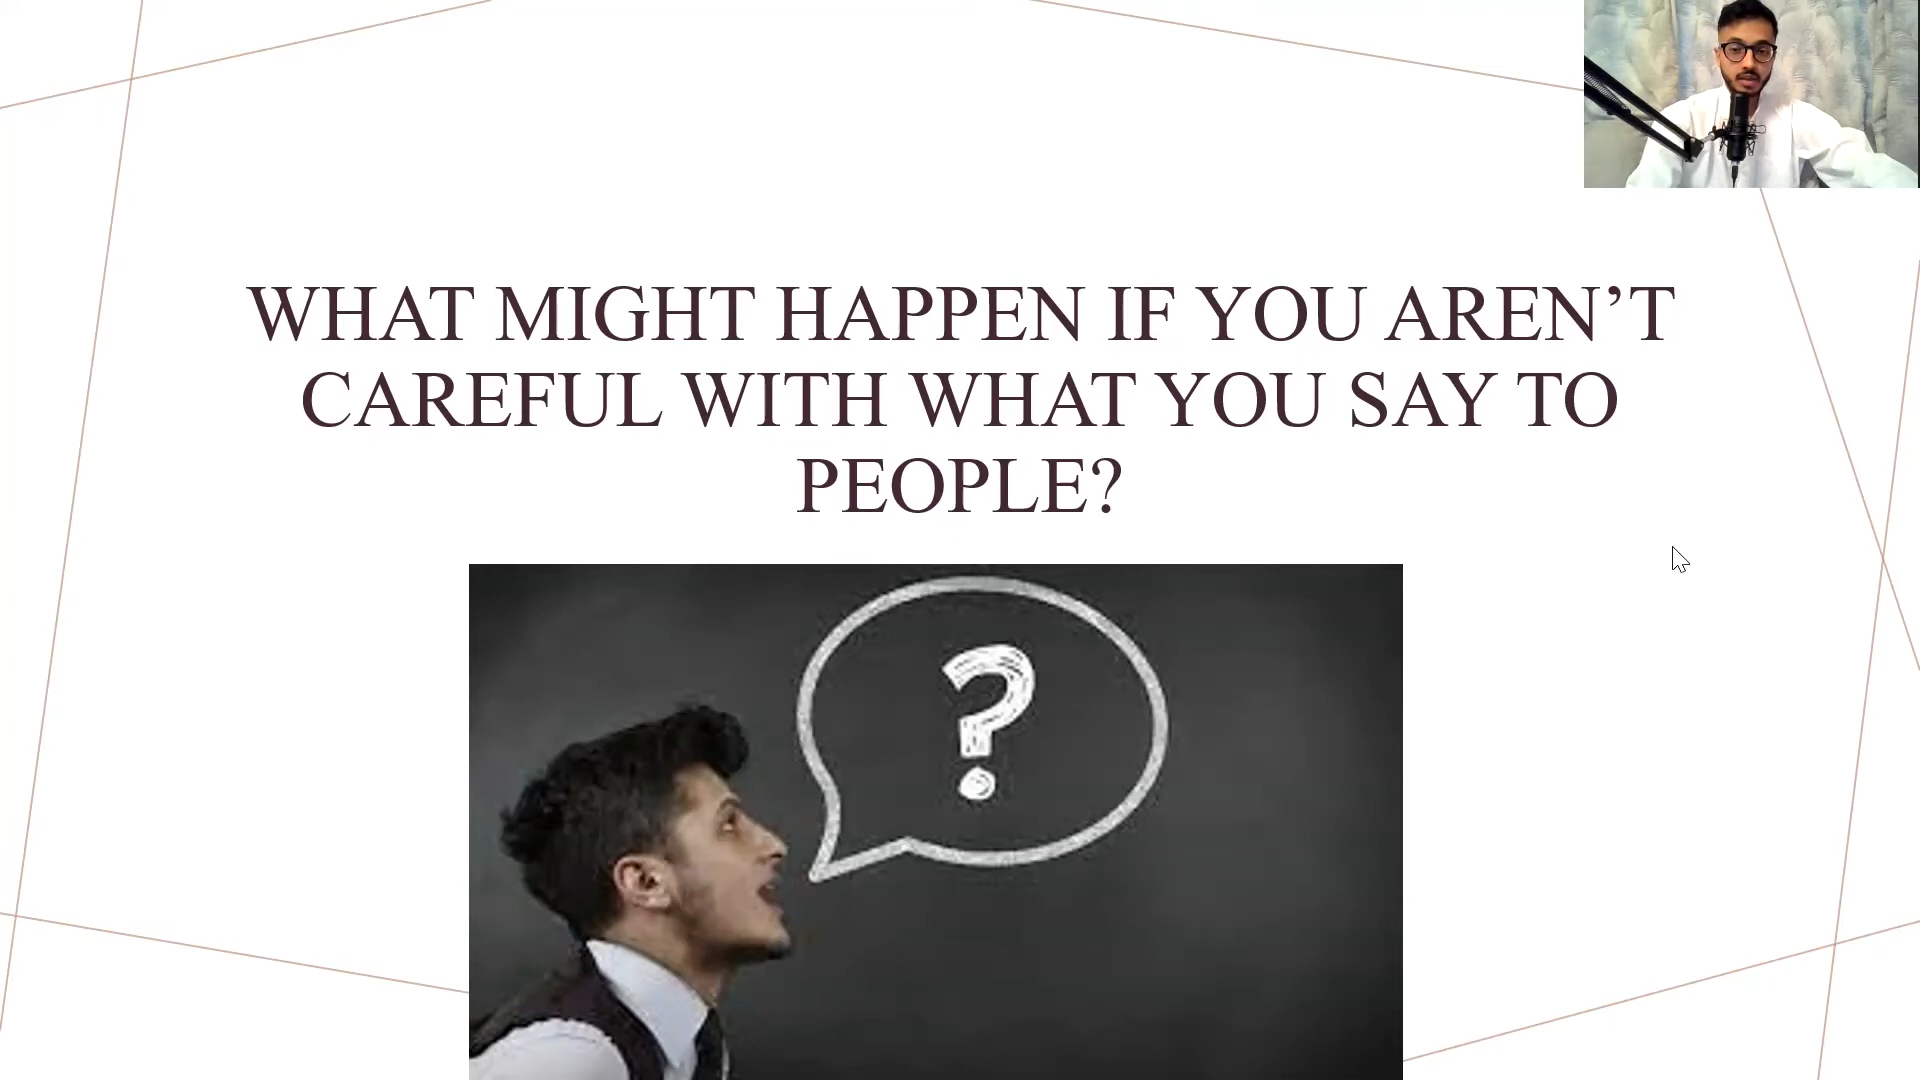 WHAT MIGHT HAPPEN IF YOU AREN’T
CAREFUL WITH WHAT YOU SAY TO
PEOPLE?
?